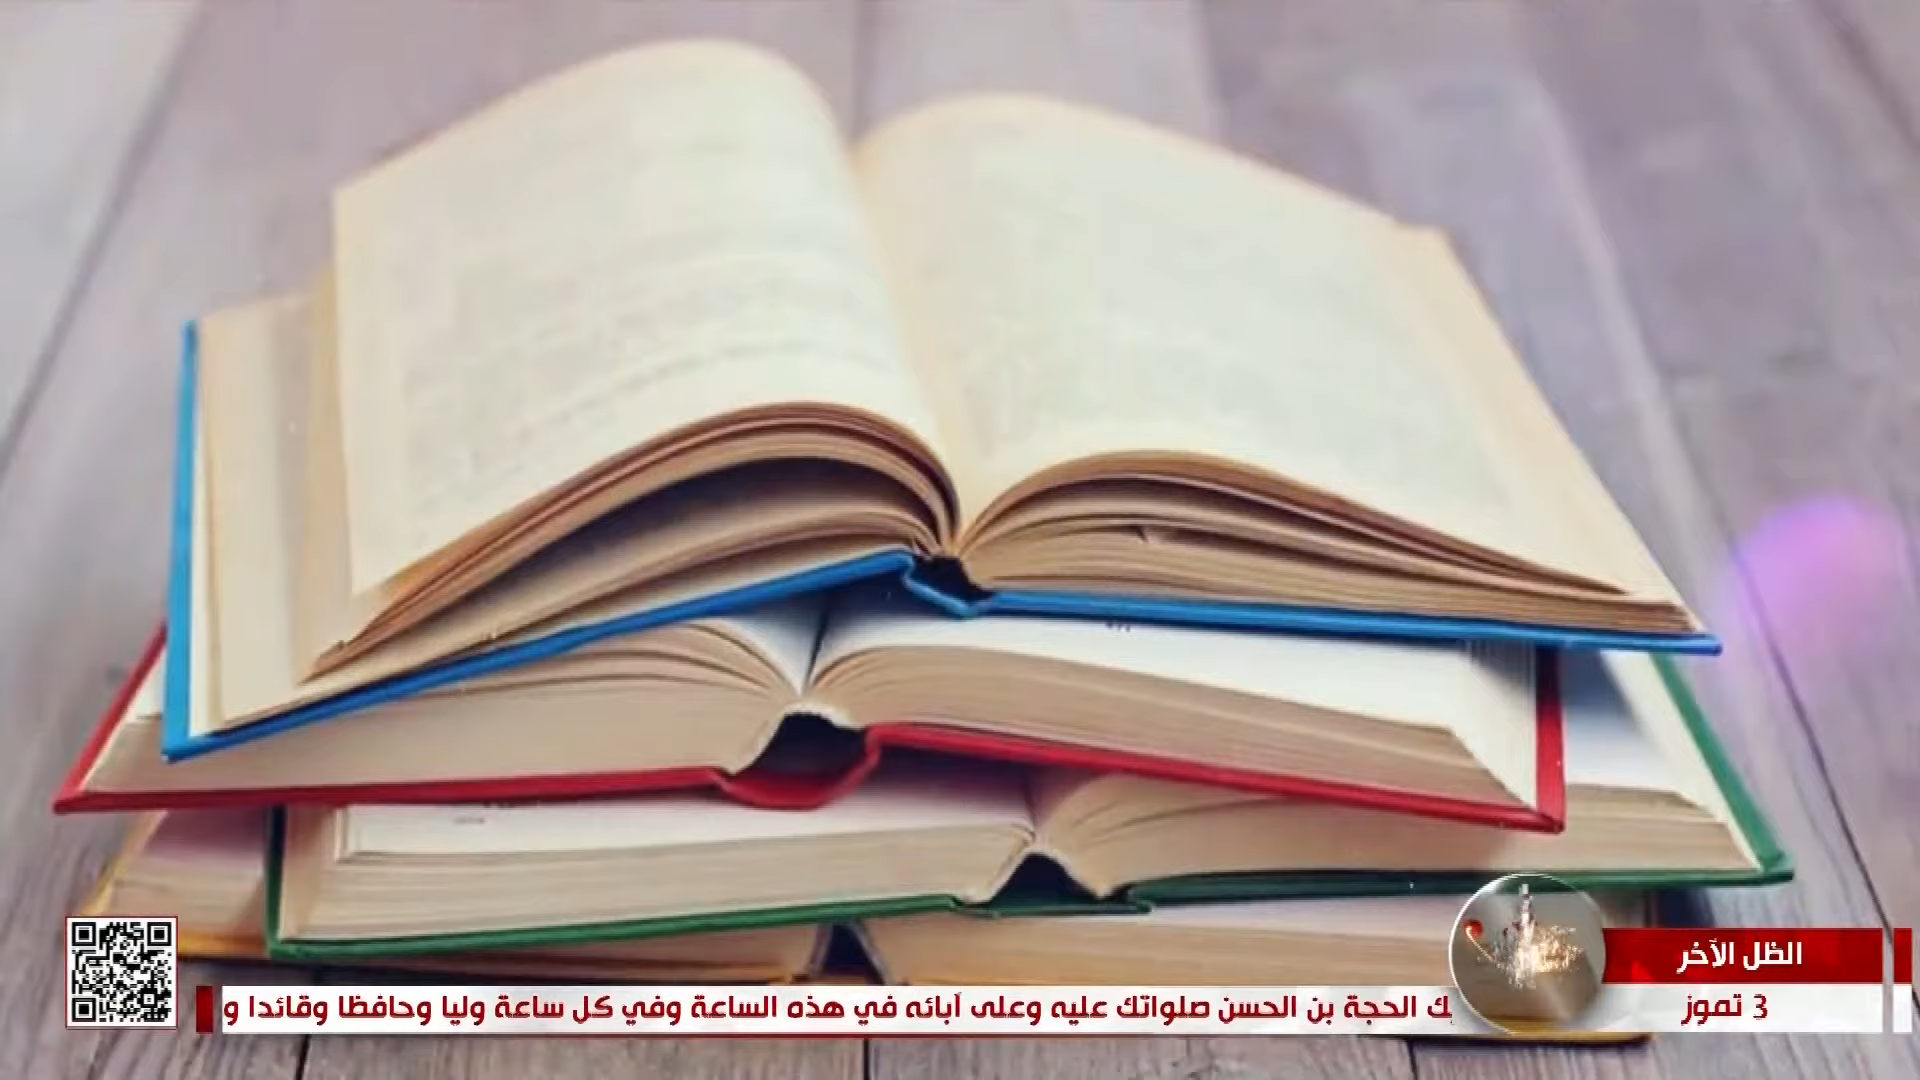 الظل الآخر
3 تموز
ك الحجة بن الحسن صلواتك عليه وعلى آبائه في هذه الساعة وفي كل ساعة وليا وحافظا وقائدا و